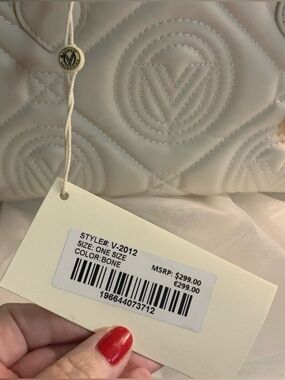 STYLE#: V-2012
SIZE: ONE SIZE
COLOR: BONE
MSRP: $299.00
€299.00
196644073712